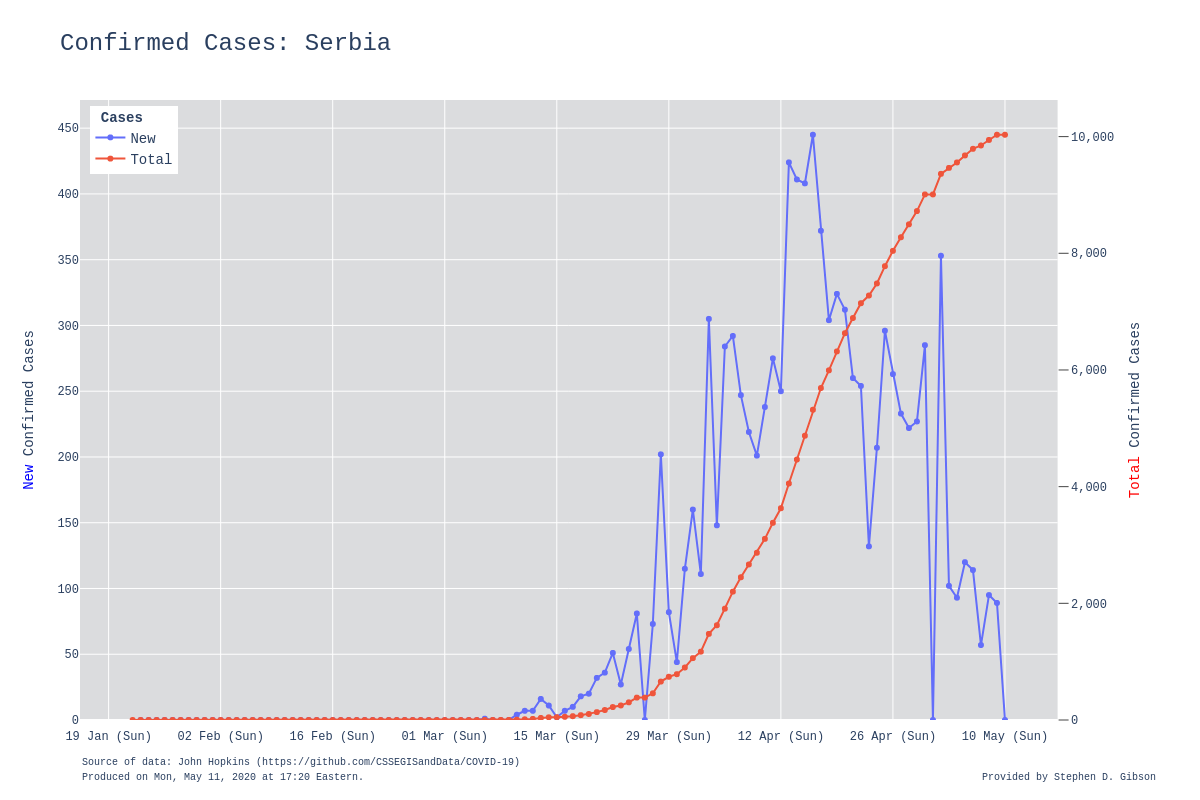 Confirmed Cases: Serbia
Cases
New
Total
450
400
350
300
250
200
150
100
50
0
10,000
8,000
6,000
4,000
2,000
0
New Confirmed Cases
Total Confirmed Cases
19 Jan (Sun) 02 Feb (Sun) 16 Feb (Sun) 01 Mar (Sun) 15 Mar (Sun) 29 Mar (Sun) 12 Apr (Sun) 26 Apr (Sun) 10 May (Sun)
Source of data: John Hopkins (https://github.com/CSSEGISandData/COVID-19)
Produced on Mon, May 11, 2020 at 17:20 Eastern.
Provided by Stephen D. Gibson